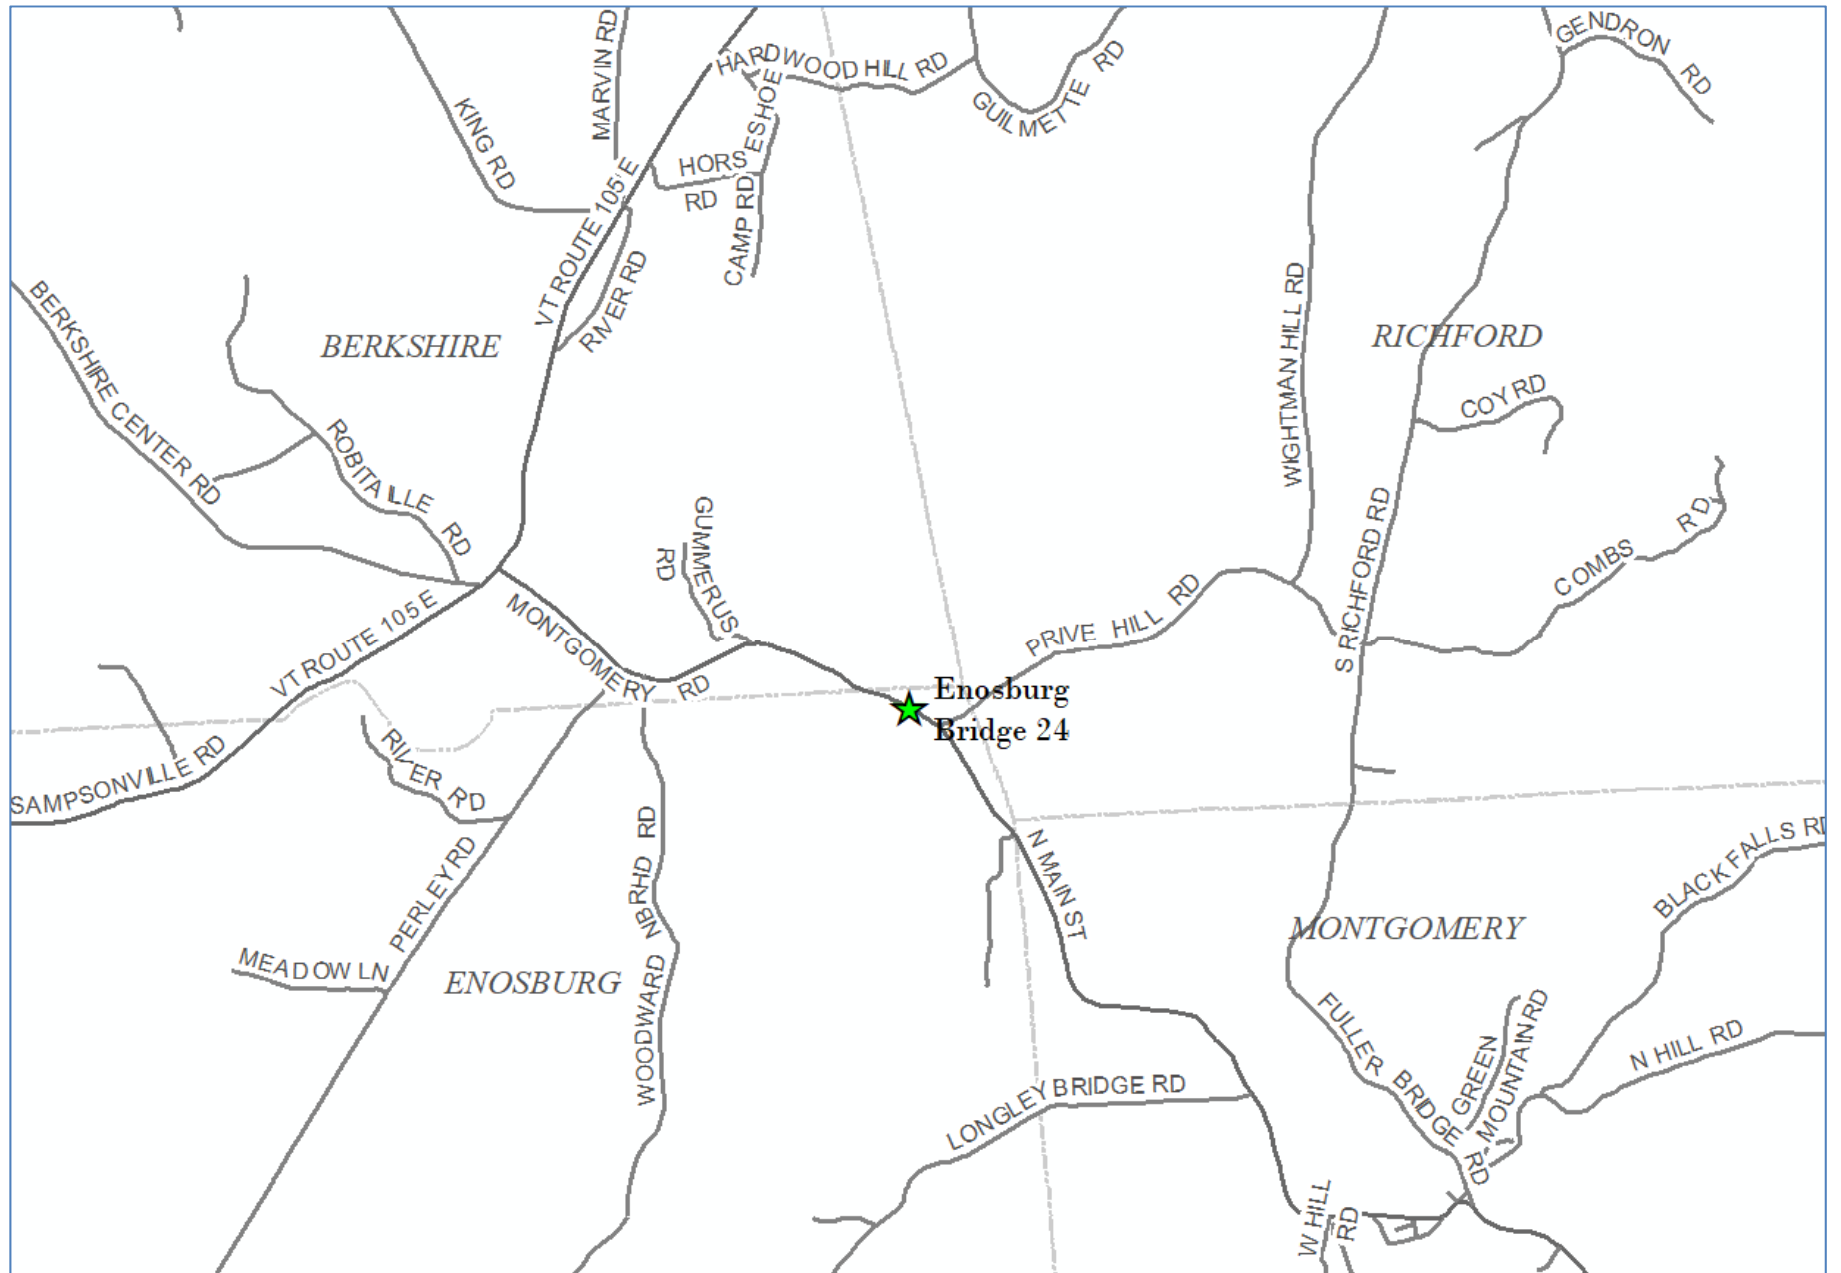 MARVIN RD
HARDWOOD HILL RD
GUILMETTE RD
GENDRON RD
KING RD
HORSESHOE RD
CAMP RD
VT ROUTE 105 E
RIVER RD
BERKSHIRE CENTER RD
BERKSHIRE
WIGHTMAN HILL RD
RICHFORD
COY RD
ROBITAILLE RD
GUMMERUS RD
S RICHFORD RD
COMBS RD
VT ROUTE 105 E
MONTGOMERY RD
PRIVE HILL RD
Enosburg
Bridge 24
SAMPSONVILLE RD
RIVER RD
PERLEY RD
WOODWARD NBRHD RD
N MAIN ST
BLACK FALLS RD
MONTGOMERY
MEADOW LN
ENOSBURG
FULLER BRIDGE RD
GREEN MOUNTAIN RD
N HILL RD
LONGLEY BRIDGE RD
W HILL RD